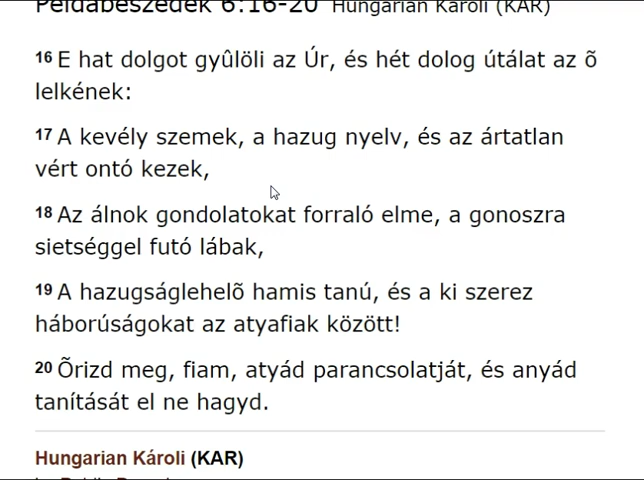 Példabeszédek 6:16-20 Hungarian Károli (KAR)
16 E hat dolgot gyûlöli az Úr, és hét dolog útálat az õ
lelkének:
17 A kevély szemek, a hazug nyelv, és az ártatlan
vért ontó kezek,
18 Az álnok gondolatokat forraló elme, a gonoszra
sietséggel futó lábak,
19 A hazugságlehelõ hamis tanú, és a ki szerez
háborúságokat az atyafiak között!
20 Õrizd meg, fiam, atyád parancsolatját, és anyád
tanítását el ne hagyd.
Hungarian Károli (KAR)